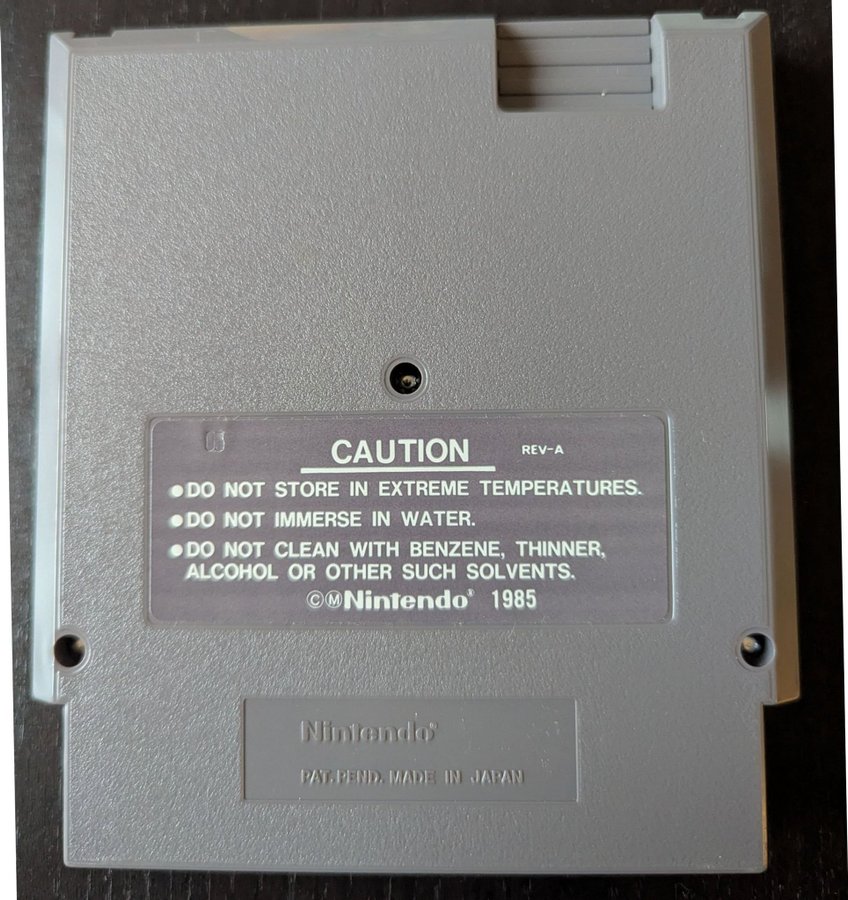 05
CAUTION REV-A
●DO NOT STORE IN EXTREME TEMPERATURES.
●DO NOT IMMERSE IN WATER.
●DO NOT CLEAN WITH BENZENE, THINNER,
ALCOHOL OR OTHER SUCH SOLVENTS.
©ⓂNintendo® 1985
Nintendo®
PAT. PEND. MADE IN JAPAN